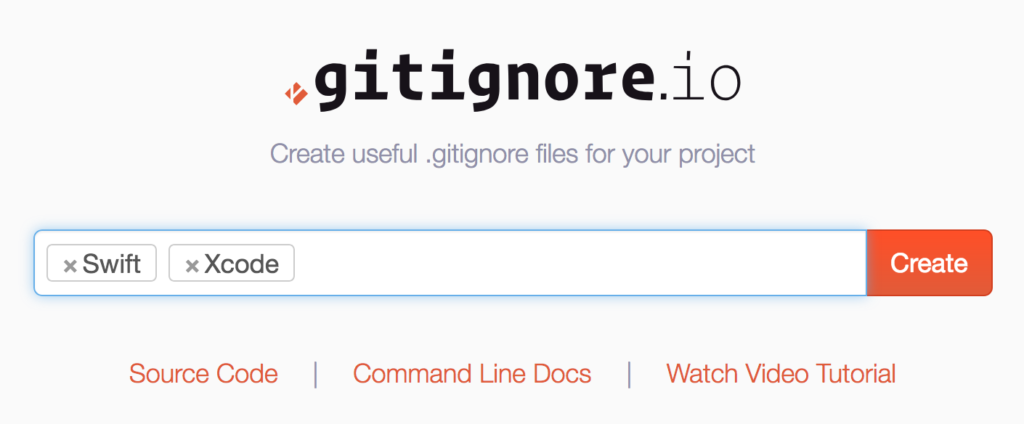 .gitignore.io
Create useful .gitignore files for your project
×Swift ×Xcode Create
Source Code | Command Line Docs | Watch Video Tutorial